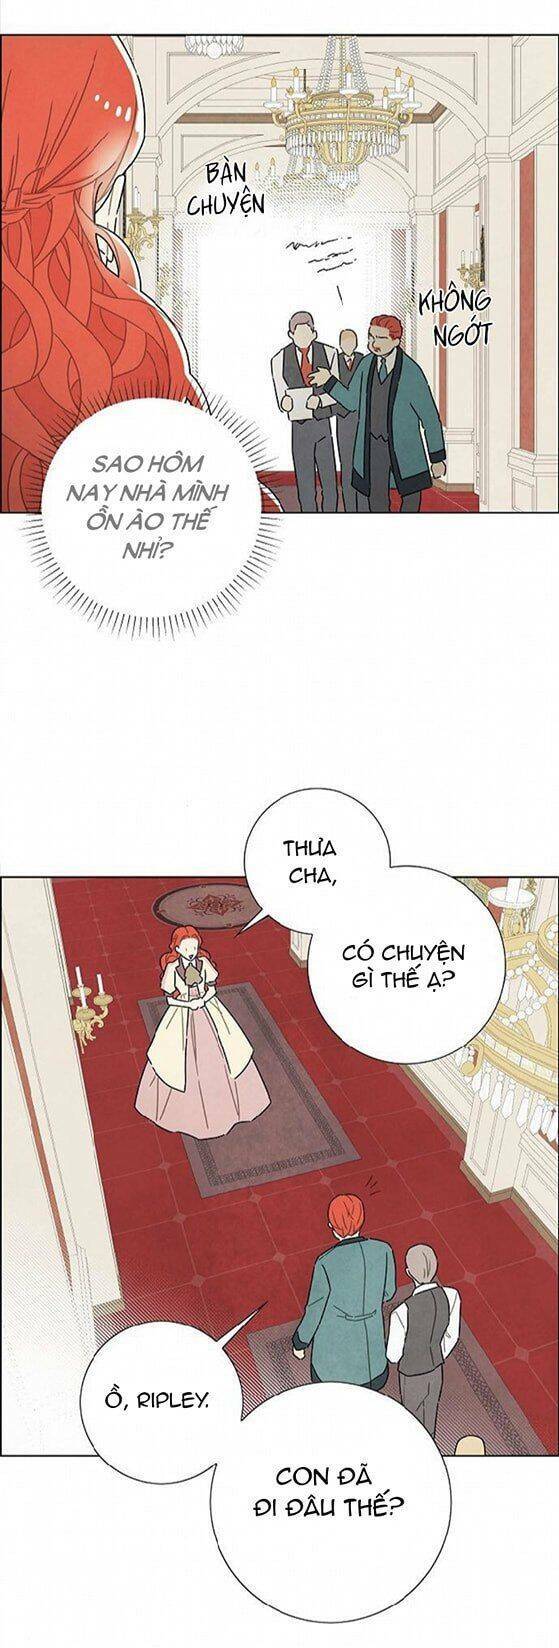 BÀN
CHUYỆN
KHÔNG
NGỚT
SAO HÔM
NAY NHÀ MÌNH
ỒN ÀO THẾ
NHỈ?
THƯA
CHA,
CÓ CHUYỆN
GÌ THẾ Ạ?
Ồ, RIPLEY.
CON ĐÃ
ĐI ĐÂU THẾ?